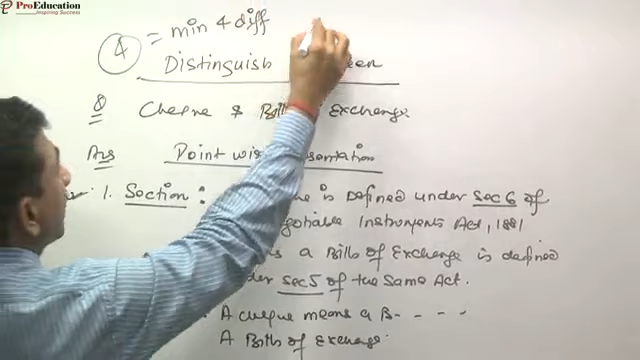 ProEducation
Inspiring Success
4 = min 4 diff
Distinguish
Q Cheque & Bills Exchange.
Ans Point wise
1. Section : is Defined under Sec 6 of
Instruments Act, 1881
a Bills of Exchange is defined
Sec 5 of the Same Act.
A cheque means a B- - - -
A Bills of Exchange.